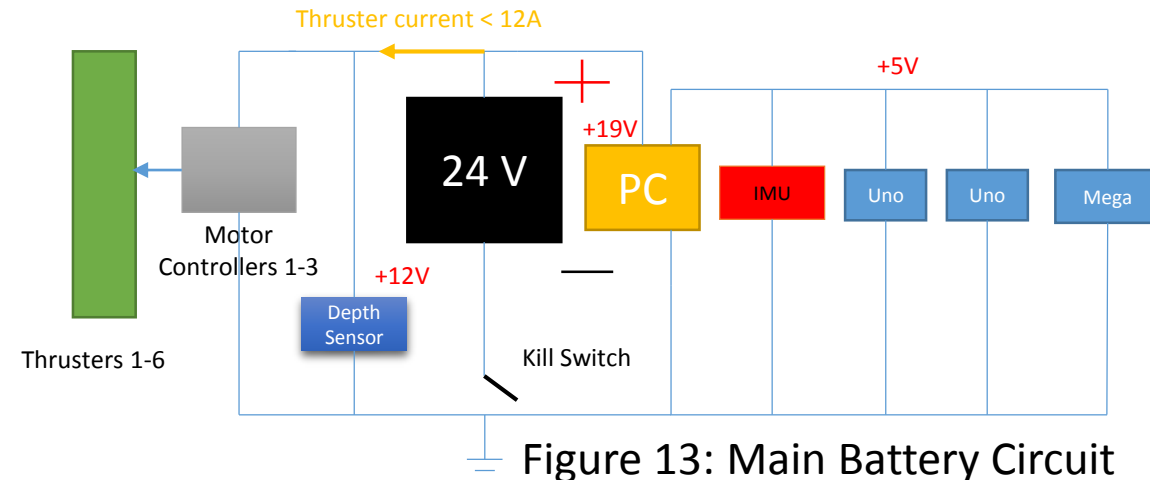 Thruster current < 12A
+5V
+19V
24 V
PC
IMU
Uno
Uno
Mega
Motor
Controllers 1-3
+12V
Depth
Sensor
Thrusters 1-6
Kill Switch
Figure 13: Main Battery Circuit